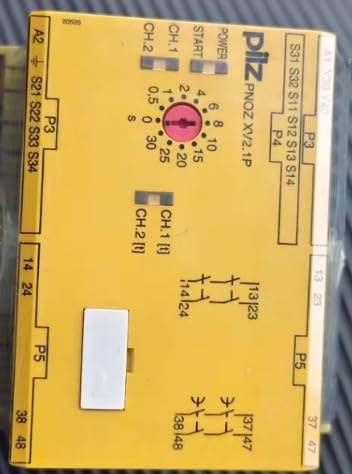 20526
pilz
PNOZ XV2.1P
POWER
START
CH.1
CH.2
A2
S21 S22 S33 S34
P3
S31 S32 S11 S12 S13 S14
P3
P4
A1 Y39 Y40
0,5 1 2 4 6 8 10 15 20 25 30 0
s
CH.1 [t]
CH.2 [t]
13 23
14 24
13 23
14 24
P5
P5
37 47
38 48
37 47
38 48